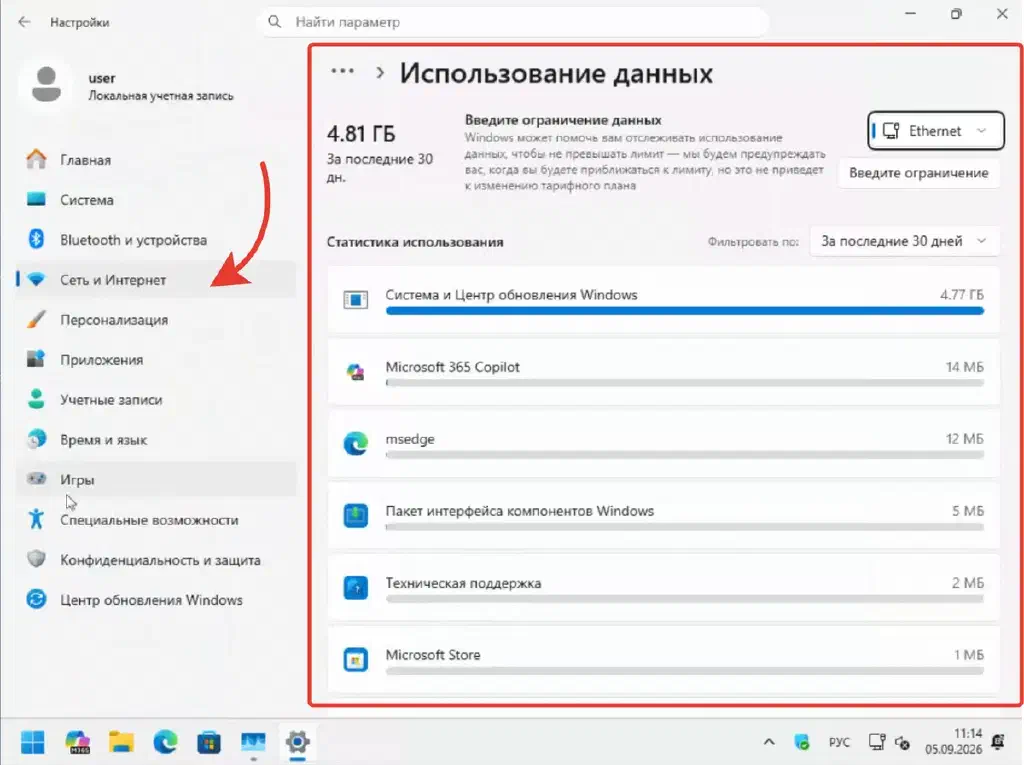 Настройки
Найти параметр
user
Локальная учетная запись
Главная
Система
Bluetooth и устройства
Сеть и Интернет
Персонализация
Приложения
Учетные записи
Время и язык
Игры
Специальные возможности
Конфиденциальность и защита
Центр обновления Windows
... > Использование данных
4.81 ГБ
За последние 30
дн.
Введите ограничение данных
Windows может помочь вам отслеживать использование
данных, чтобы не превышать лимит — мы будем предупреждать
вас, когда вы будете приближаться к лимиту, но это не приведет
к изменению тарифного плана
Ethernet
Введите ограничение
Статистика использования
Фильтровать по:
За последние 30 дней
Система и Центр обновления Windows
4.77 ГБ
Microsoft 365 Copilot
14 МБ
msedge
12 МБ
Пакет интерфейса компонентов Windows
5 МБ
Техническая поддержка
2 МБ
Microsoft Store
1 МБ
M365
РУС
11:14
05.09.2026